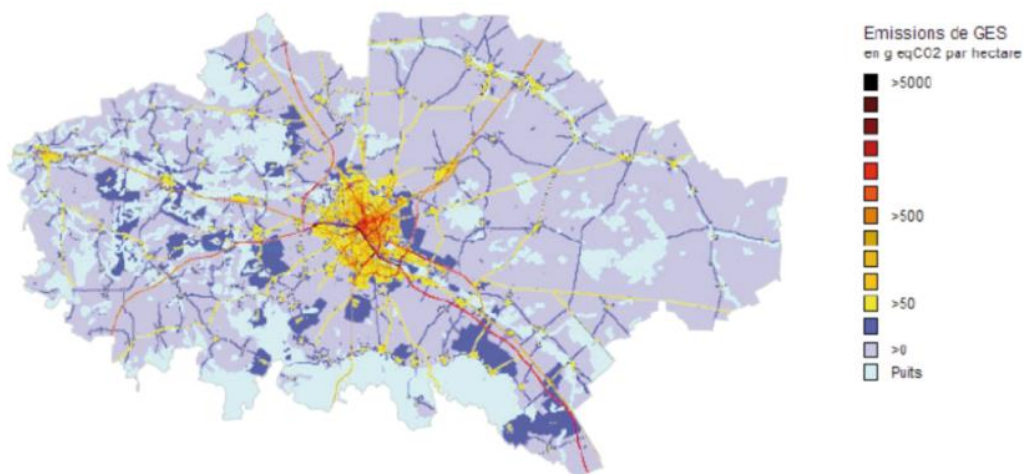 Emissions de GES
en g eqCO2 par hectare
>5000
>500
>50
>0
Puits